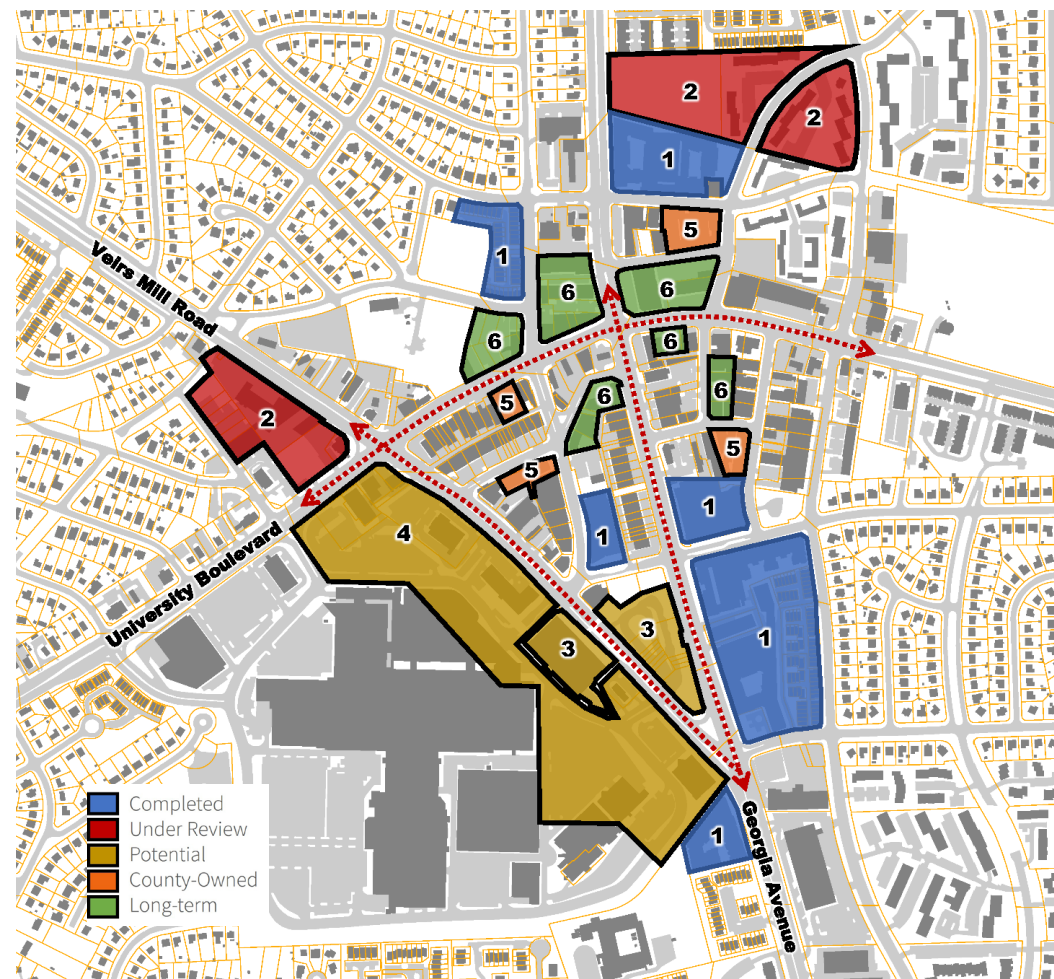 2
2
1
5
1
6
6
Veirs Mill Road
6
6
6
5
6
2
5
5
1
4
1
University Boulevard
3
1
3
Completed
Under Review
Potential
County-Owned
Long-term
1
Georgia Avenue